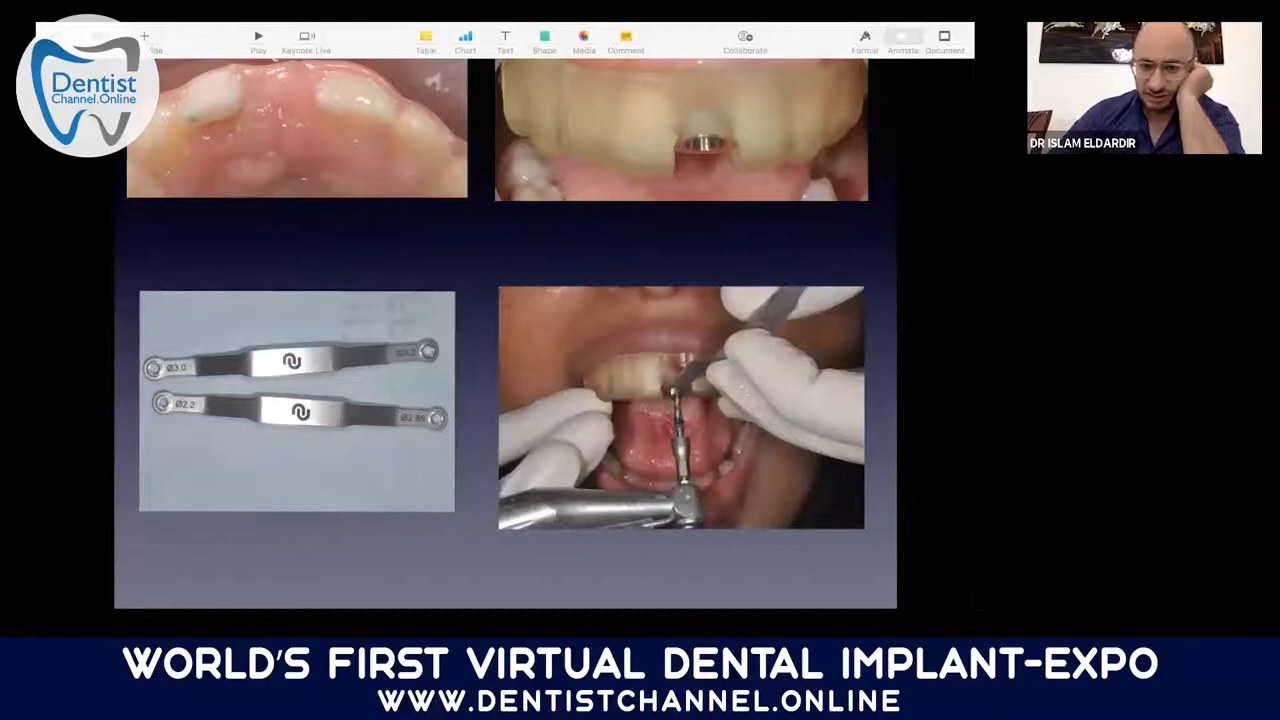 Dentist
Channel.Online
Play
Keynote Live
Table
Chart
Text
Shape
Media
Comment
Collaborate
Format
Animate
Document
DR ISLAM ELDARDIR
Ø3.0
Ø2.2
Ø2.85
WORLD'S FIRST VIRTUAL DENTAL IMPLANT-EXPO
WWW.DENTISTCHANNEL.ONLINE